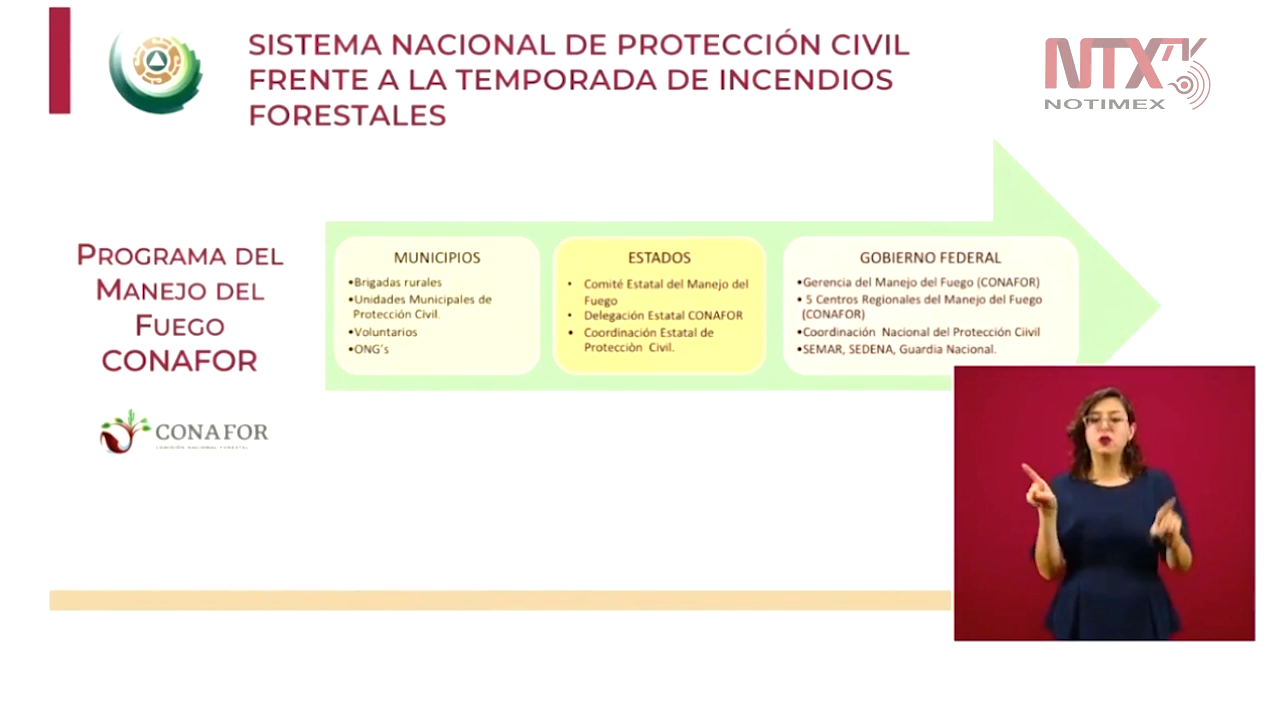 SISTEMA NACIONAL DE PROTECCIÓN CIVIL
FRENTE A LA TEMPORADA DE INCENDIOS
FORESTALES
NTX
NOTIMEX
PROGRAMA DEL
MANEJO DEL
FUEGO
CONAFOR
CONAFOR
COMISIÓN NACIONAL FORESTAL
MUNICIPIOS
•Brigadas rurales
•Unidades Municipales de
Protección Civil.
•Voluntarios
•ONG's
ESTADOS
• Comité Estatal del Manejo del
Fuego
• Delegación Estatal CONAFOR
• Coordinación Estatal de
Protecciòn Civil.
GOBIERNO FEDERAL
•Gerencia del Manejo del Fuego (CONAFOR)
• 5 Centros Regionales del Manejo del Fuego
(CONAFOR)
•Coordinación Nacional del Protección Ciivil
•SEMAR, SEDENA, Guardia Nacional.